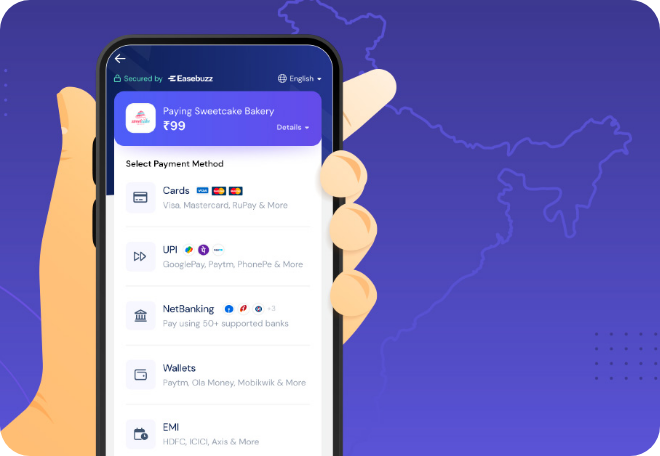 Secured by Easebuzz English
Paying Sweetcake Bakery
₹99
Details
Select Payment Method
Cards VISA
Visa, Mastercard, RuPay & More
UPI
GooglePay, Paytm, PhonePe & More
NetBanking +3
Pay using 50+ supported banks
Wallets
Paytm, Ola Money, Mobikwik & More
EMI
HDFC, ICICI, Axis & More